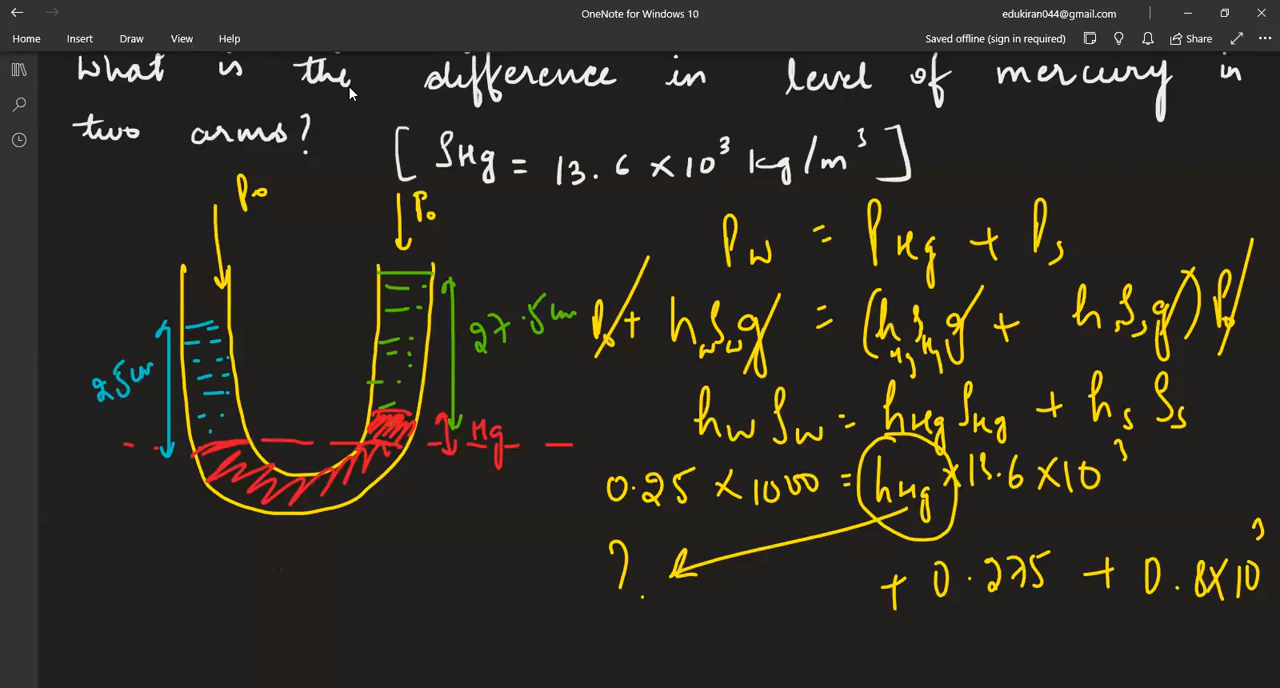 OneNote for Windows 10
edukiran044@gmail.com
Home Insert Draw View Help
Saved offline (sign in required)
Share
What is the difference in level of mercury in
two arms? [ ρHg = 13.6 × 10³ kg/m³ ]
P₀ P₀
Pw = PHg + Ps
P₀ + hwρwg = (hHgρHgg + hsρsg) P₀
27.5cm
25cm
hwρw = hHgρHg + hsρs
Hg
0.25 × 1000 = hHg × 13.6 × 10³
? + 0.275 + 0.8×10³